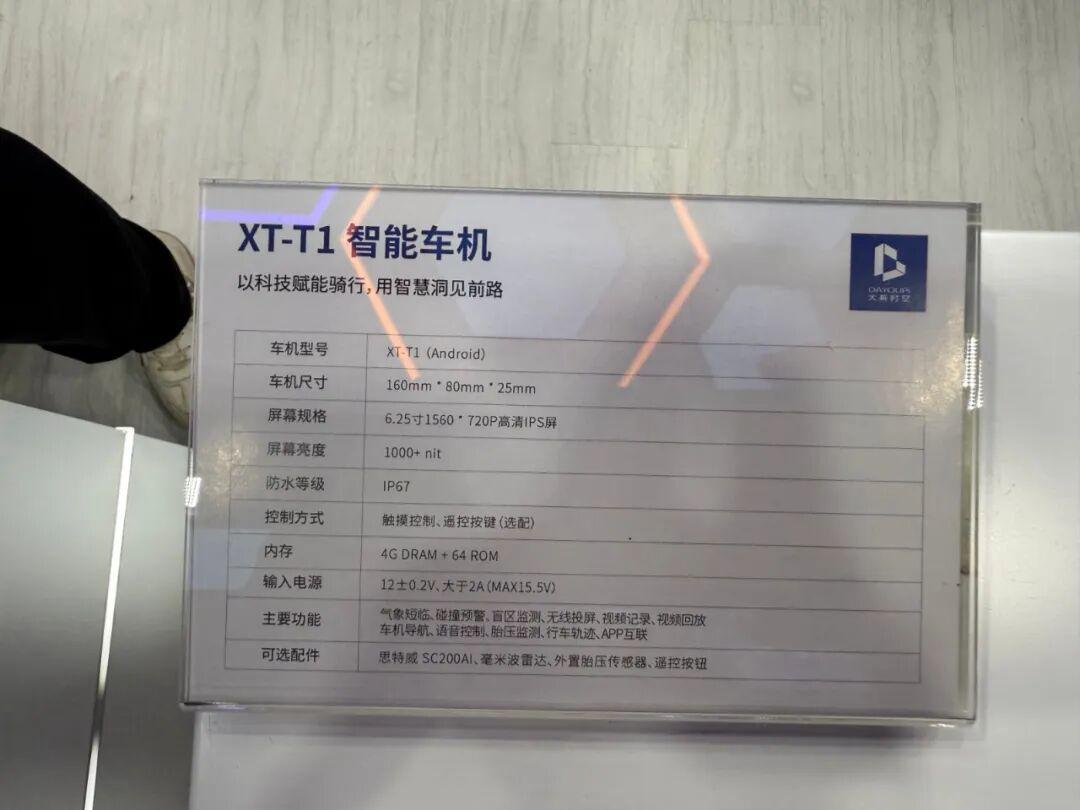 XT-T1 智能车机
以科技赋能骑行，用智慧洞见前路
DAYOUPI
大有时空
车机型号 XT-T1（Android）
车机尺寸 160mm * 80mm * 25mm
屏幕规格 6.25寸1560 * 720P高清IPS屏
屏幕亮度 1000+ nit
防水等级 IP67
控制方式 触摸控制、遥控按键（选配）
内存 4G DRAM + 64 ROM
输入电源 12±0.2V、大于2A（MAX15.5V）
主要功能 气象短临、碰撞预警、盲区监测、无线投屏、视频记录、视频回放
车机导航、语音控制、胎压监测、行车轨迹、APP互联
可选配件 思特威 SC200AI、毫米波雷达、外置胎压传感器、遥控按钮